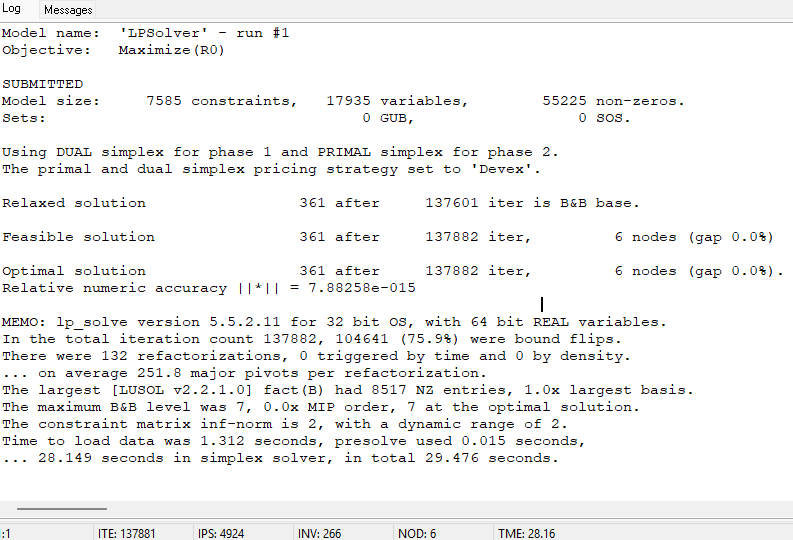 Log Messages
Model name: 'LPSolver' - run #1
Objective: Maximize(R0)
SUBMITTED
Model size: 7585 constraints, 17935 variables, 55225 non-zeros.
Sets: 0 GUB, 0 SOS.
Using DUAL simplex for phase 1 and PRIMAL simplex for phase 2.
The primal and dual simplex pricing strategy set to 'Devex'.
Relaxed solution 361 after 137601 iter is B&B base.
Feasible solution 361 after 137882 iter, 6 nodes (gap 0.0%)
Optimal solution 361 after 137882 iter, 6 nodes (gap 0.0%).
Relative numeric accuracy ||*|| = 7.88258e-015
MEMO: lp_solve version 5.5.2.11 for 32 bit OS, with 64 bit REAL variables.
In the total iteration count 137882, 104641 (75.9%) were bound flips.
There were 132 refactorizations, 0 triggered by time and 0 by density.
... on average 251.8 major pivots per refactorization.
The largest [LUSOL v2.2.1.0] fact(B) had 8517 NZ entries, 1.0x largest basis.
The maximum B&B level was 7, 0.0x MIP order, 7 at the optimal solution.
The constraint matrix inf-norm is 2, with a dynamic range of 2.
Time to load data was 1.312 seconds, presolve used 0.015 seconds,
... 28.149 seconds in simplex solver, in total 29.476 seconds.
:1 ITE: 137881 IPS: 4924 INV: 266 NOD: 6 TME: 28.16